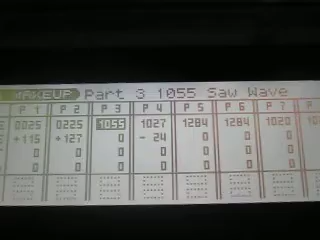 MAKEUP Part 3 1055 Saw Wave
P 1 P 2 P 3 P 4 P 5 P 6 P 7 P
0025 0225 1055 1027 1284 1284 1020
+115 +127 0 - 24 0 0 0
0 0 0 0 0 0 0
0 0 0 0 0 0 0